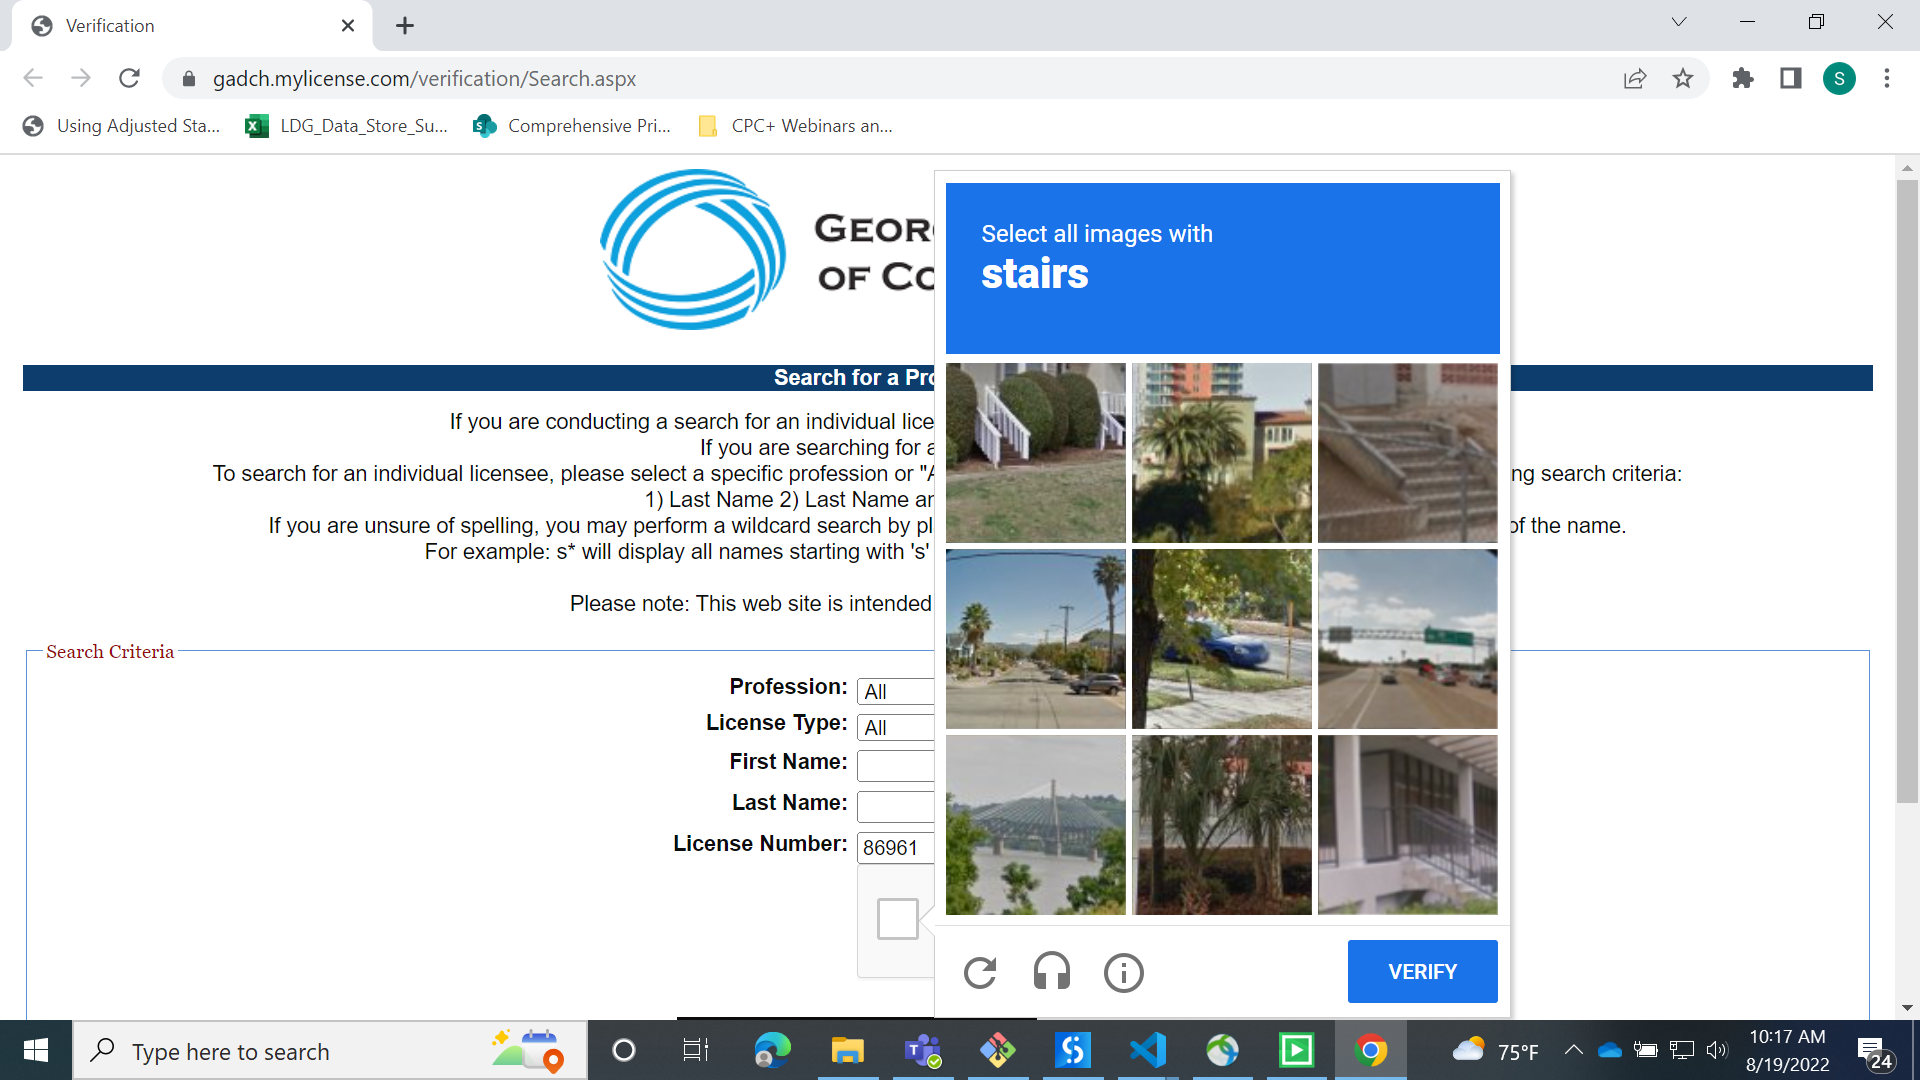 Verification
gadch.mylicense.com/verification/Search.aspx
S
Using Adjusted Sta...
LDG_Data_Store_Su...
Comprehensive Pri...
CPC+ Webinars an...
GEOR
OF CO
Select all images with
stairs
Search for a Pro
If you are conducting a search for an individual lice
If you are searching for a
To search for an individual licensee, please select a specific profession or "A
ng search criteria:
1) Last Name 2) Last Name an
If you are unsure of spelling, you may perform a wildcard search by pl
of the name.
For example: s* will display all names starting with 's'
Please note: This web site is intended
Search Criteria
Profession: All
License Type: All
First Name:
Last Name:
License Number: 86961
VERIFY
Type here to search
75°F
10:17 AM
8/19/2022
24